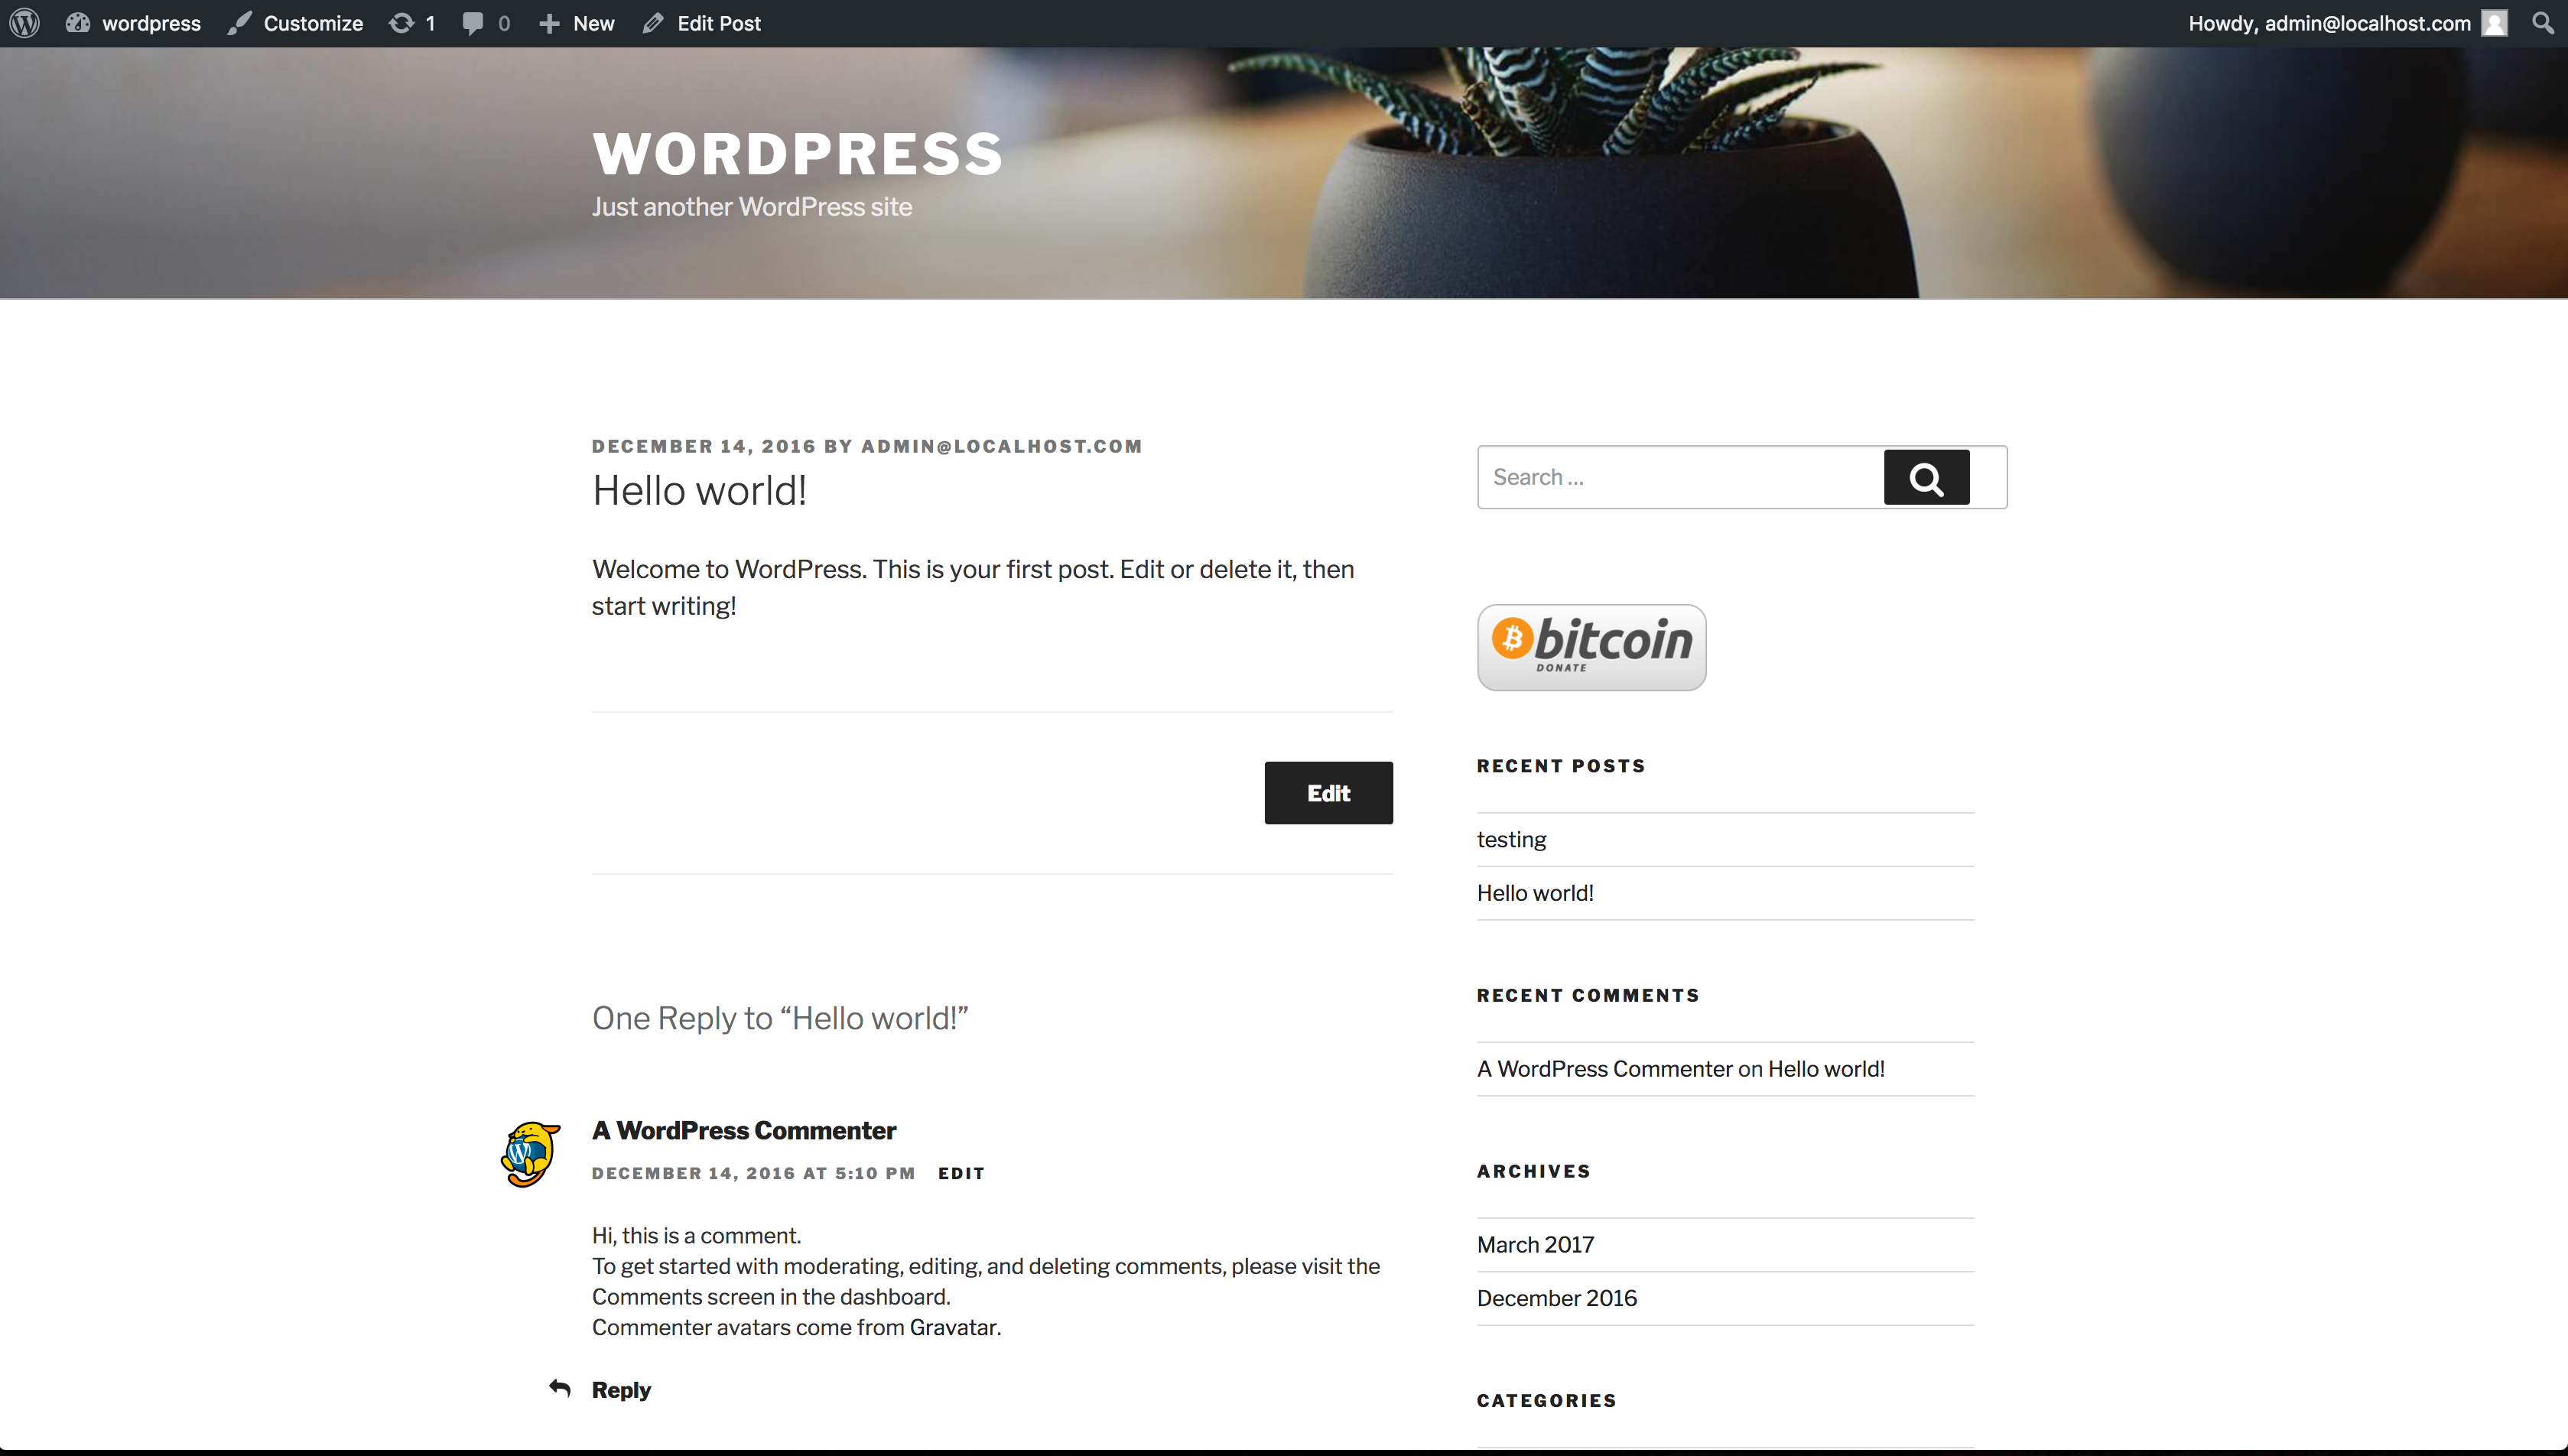 wordpress Customize 1 0 New Edit Post Howdy, admin@localhost.com
WORDPRESS
Just another WordPress site
DECEMBER 14, 2016 BY ADMIN@LOCALHOST.COM
Hello world!
Welcome to WordPress. This is your first post. Edit or delete it, then
start writing!
Edit
One Reply to “Hello world!”
A WordPress Commenter
DECEMBER 14, 2016 AT 5:10 PM EDIT
Hi, this is a comment.
To get started with moderating, editing, and deleting comments, please visit the
Comments screen in the dashboard.
Commenter avatars come from Gravatar.
Reply
Search ...
bitcoin
DONATE
RECENT POSTS
testing
Hello world!
RECENT COMMENTS
A WordPress Commenter on Hello world!
ARCHIVES
March 2017
December 2016
CATEGORIES